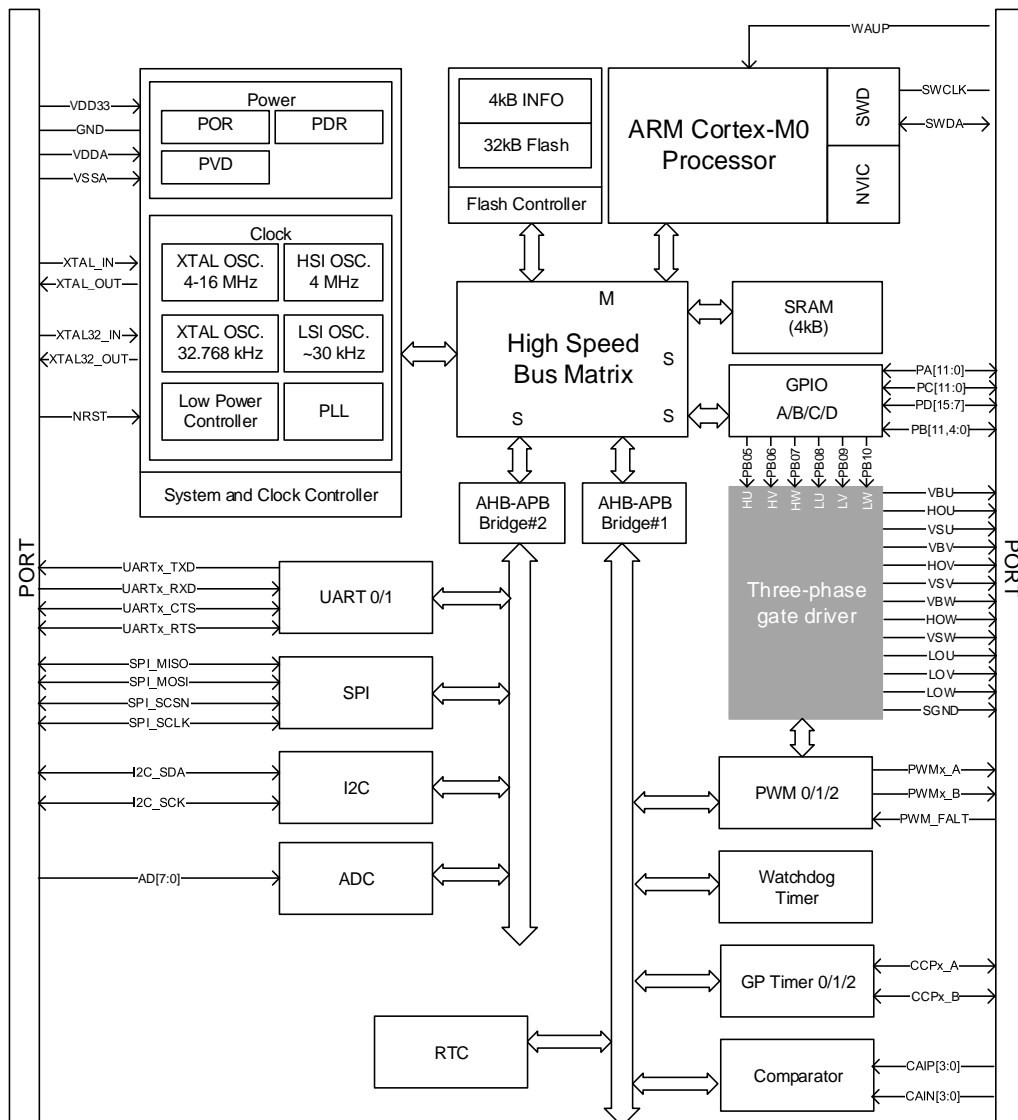 PORT
VDD33
GND
VDDA
VSSA
XTAL_IN
XTAL_OUT
XTAL32_IN
XTAL32_OUT
NRST
Power
POR
PDR
PVD
Clock
XTAL OSC.
4-16 MHz
HSI OSC.
4 MHz
XTAL OSC.
32.768 kHz
LSI OSC.
~30 kHz
Low Power
Controller
PLL
System and Clock Controller
4kB INFO
32kB Flash
Flash Controller
ARM Cortex-M0
Processor
SWD
NVIC
WAUP
SWCLK
SWDA
M
High Speed
Bus Matrix
S
S
S
SRAM
(4kB)
GPIO
A/B/C/D
PA[11:0]
PC[11:0]
PD[15:7]
PB[11,4:0]
PB05
PB06
PB07
PB08
PB09
PB10
HU
HV
HW
LU
LV
LW
Three-phase
gate driver
VBU
HOU
VSU
VBV
HOV
VSV
VBW
HOW
VSW
LOU
LOV
LOW
SGND
PORT
AHB-APB
Bridge#2
AHB-APB
Bridge#1
UARTx_TXD
UARTx_RXD
UARTx_CTS
UARTx_RTS
UART 0/1
SPI_MISO
SPI_MOSI
SPI_SCSN
SPI_SCLK
SPI
I2C_SDA
I2C_SCK
I2C
AD[7:0]
ADC
RTC
PWM 0/1/2
PWMx_A
PWMx_B
PWM_FALT
Watchdog
Timer
GP Timer 0/1/2
CCPx_A
CCPx_B
Comparator
CAIP[3:0]
CAIN[3:0]